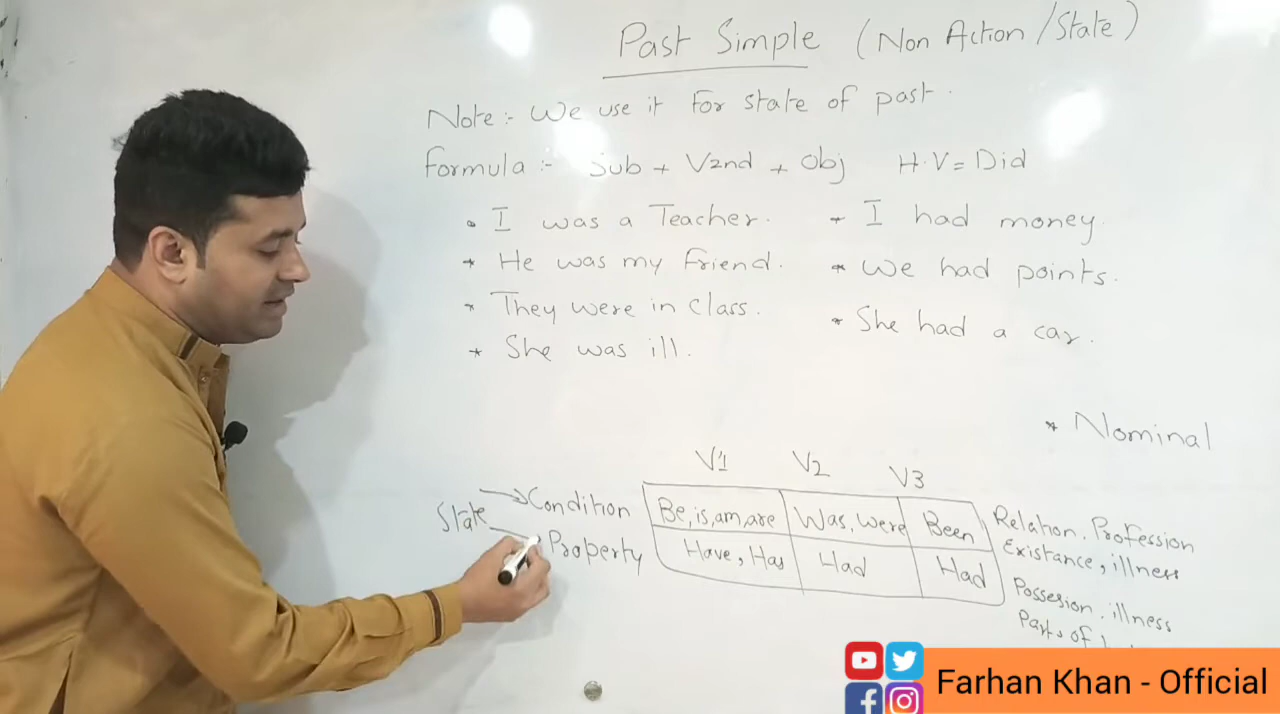 Past Simple (Non Action/State)
Note:- We use it for state of past.
formula:- Sub + V2nd + Obj H.V = Did
• I was a Teacher.
* He was my friend.
* They were in class.
* She was ill.
* I had money.
* We had points.
* She had a car.
* Nominal
V1 V2 V3
State → Condition
Property
Be, is, am, are Was, were Been
Have, Has Had Had
Relation. Profession
Existance, illness
Possesion. illness
Parts of
Farhan Khan - Official